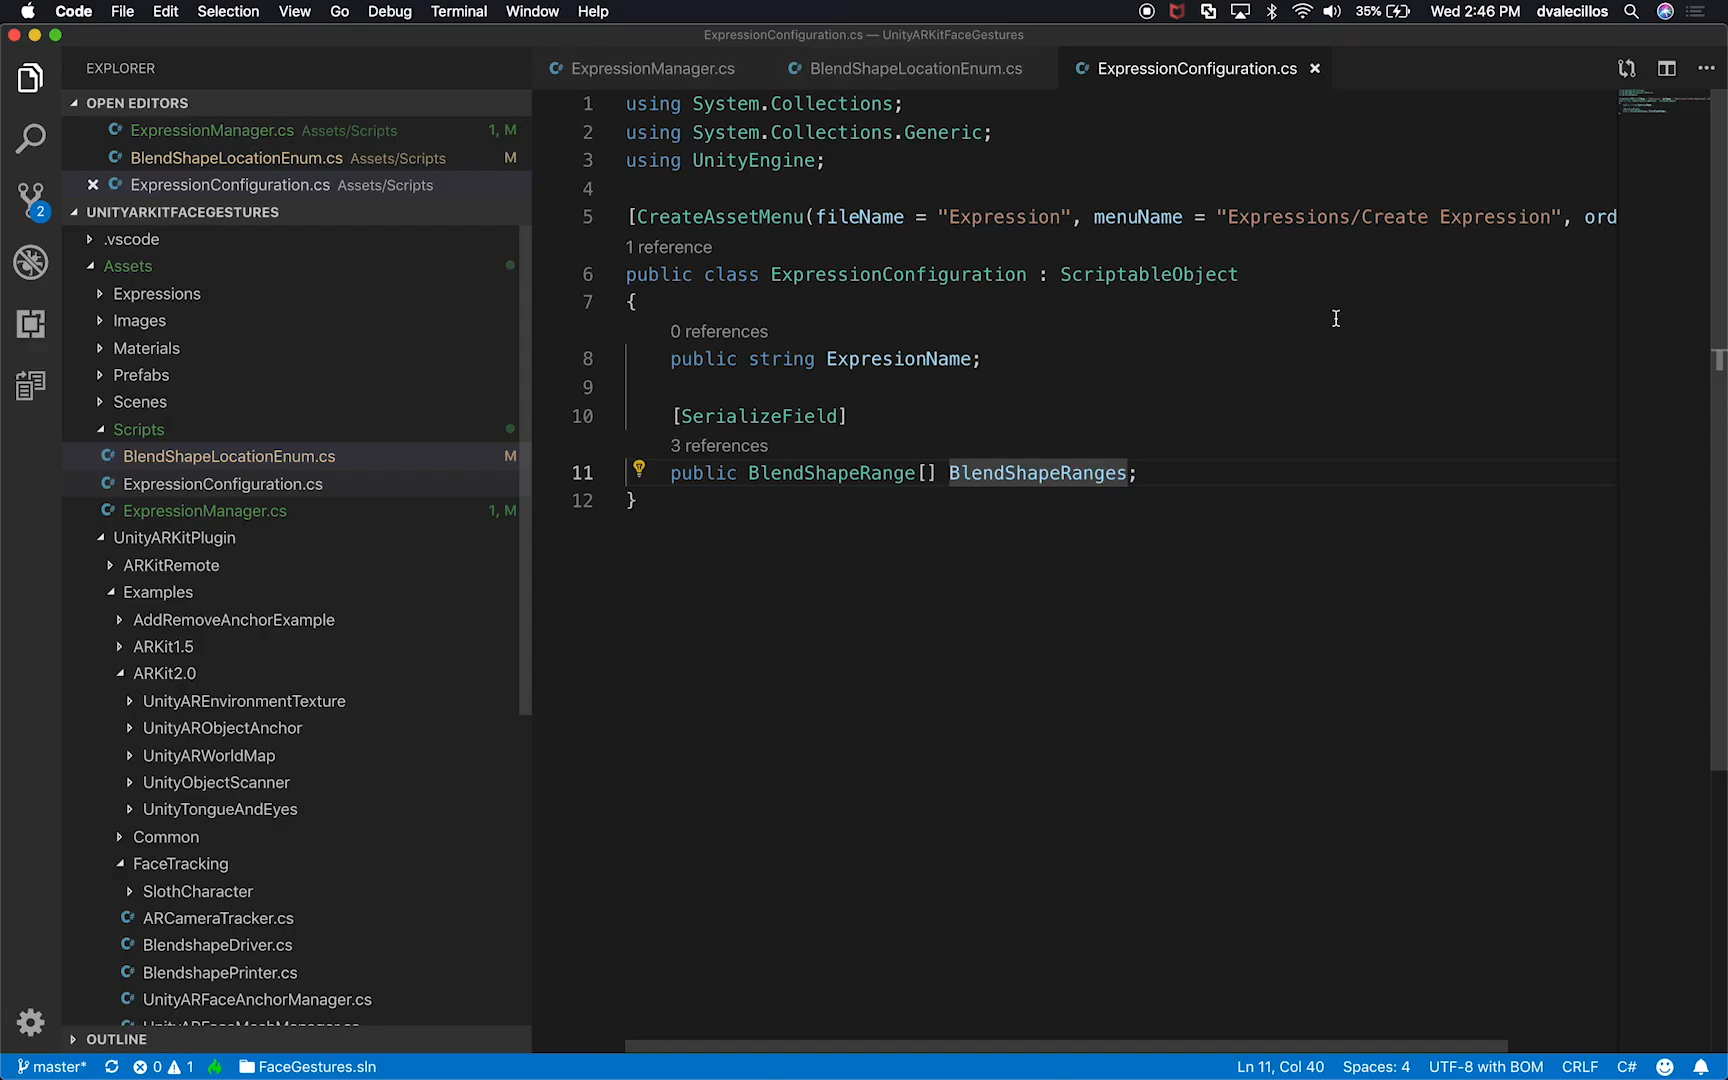 Code File Edit Selection View Go Debug Terminal Window Help 35% Wed 2:46 PM dvalecillos
ExpressionConfiguration.cs — UnityARKitFaceGestures
EXPLORER
OPEN EDITORS
ExpressionManager.cs Assets/Scripts 1, M
BlendShapeLocationEnum.cs Assets/Scripts M
ExpressionConfiguration.cs Assets/Scripts
UNITYARKITFACEGESTURES
.vscode
Assets
Expressions
Images
Materials
Prefabs
Scenes
Scripts
BlendShapeLocationEnum.cs M
ExpressionConfiguration.cs
ExpressionManager.cs 1, M
UnityARKitPlugin
ARKitRemote
Examples
AddRemoveAnchorExample
ARKit1.5
ARKit2.0
UnityAREnvironmentTexture
UnityARObjectAnchor
UnityARWorldMap
UnityObjectScanner
UnityTongueAndEyes
Common
FaceTracking
SlothCharacter
ARCameraTracker.cs
BlendshapeDriver.cs
BlendshapePrinter.cs
UnityARFaceAnchorManager.cs
OUTLINE
2
ExpressionManager.cs BlendShapeLocationEnum.cs ExpressionConfiguration.cs
1 using System.Collections;
2 using System.Collections.Generic;
3 using UnityEngine;
4
5 [CreateAssetMenu(fileName = "Expression", menuName = "Expressions/Create Expression", ord
1 reference
6 public class ExpressionConfiguration : ScriptableObject
7 {
0 references
8 public string ExpresionName;
9
10 [SerializeField]
3 references
11 public BlendShapeRange[] BlendShapeRanges;
12 }
master* 0 1 FaceGestures.sln Ln 11, Col 40 Spaces: 4 UTF-8 with BOM CRLF C#